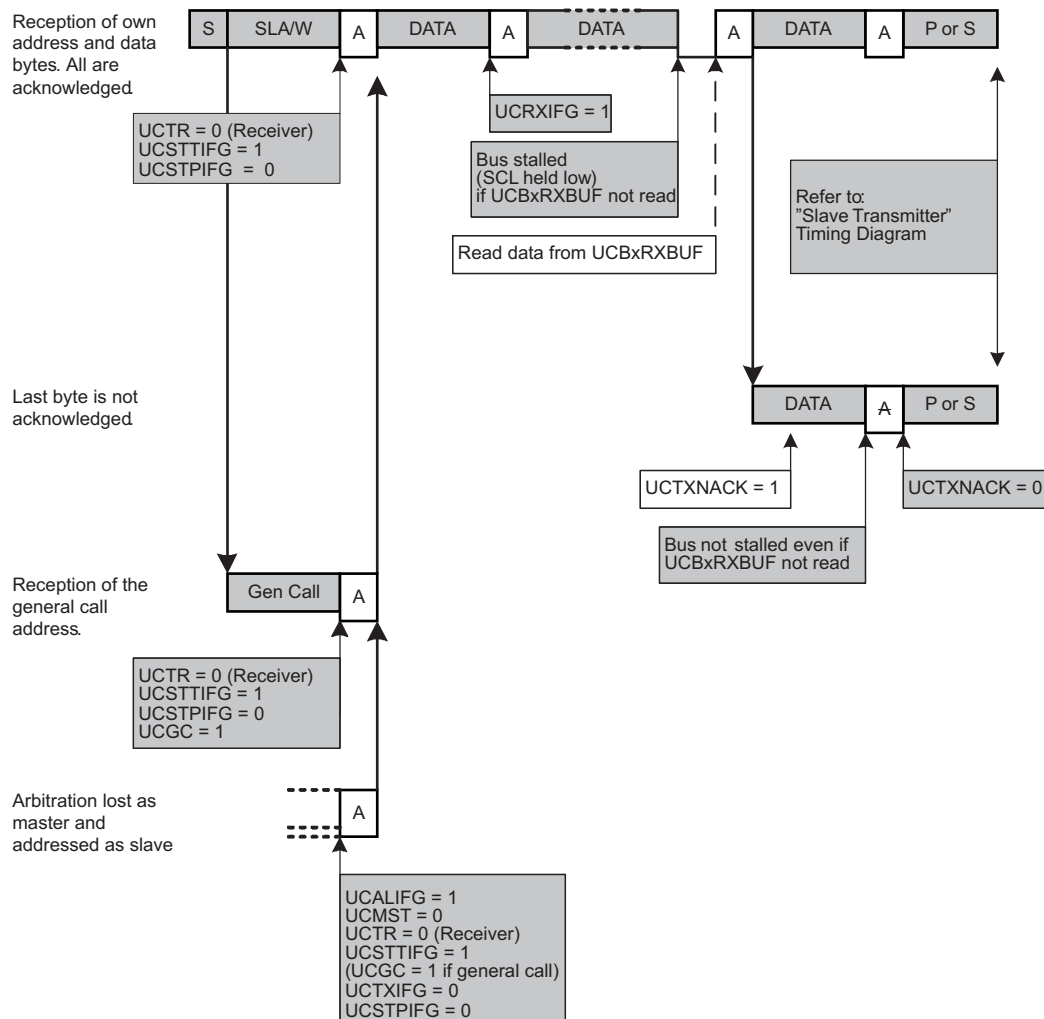 Reception of own
address and data
bytes. All are
acknowledged.
S SLA/W A DATA A DATA A DATA A P or S
UCTR = 0 (Receiver)
UCSTTIFG = 1
UCSTPIFG = 0
UCRXIFG = 1
Bus stalled
(SCL held low)
if UCBxRXBUF not read
Read data from UCBxRXBUF
Refer to:
”Slave Transmitter”
Timing Diagram
Last byte is not
acknowledged.
DATA A P or S
UCTXNACK = 1
UCTXNACK = 0
Bus not stalled even if
UCBxRXBUF not read
Reception of the
general call
address.
Gen Call A
UCTR = 0 (Receiver)
UCSTTIFG = 1
UCSTPIFG = 0
UCGC = 1
Arbitration lost as
master and
addressed as slave
A
UCALIFG = 1
UCMST = 0
UCTR = 0 (Receiver)
UCSTTIFG = 1
(UCGC = 1 if general call)
UCTXIFG = 0
UCSTPIFG = 0